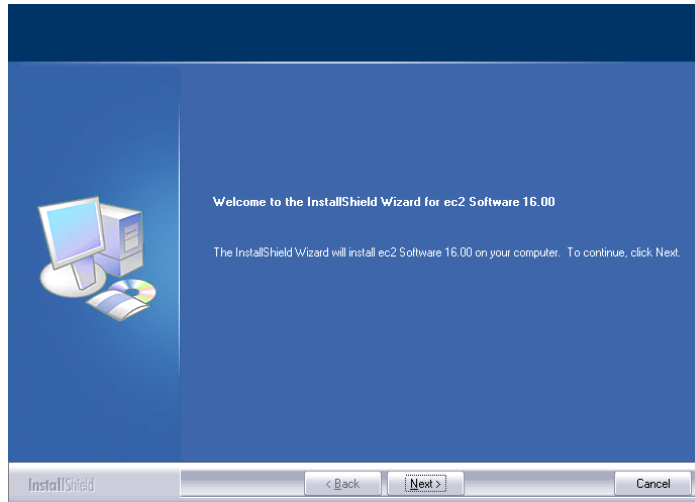 Welcome to the InstallShield Wizard for ec2 Software 16.00
The InstallShield Wizard will install ec2 Software 16.00 on your computer. To continue, click Next.
InstallShield
< Back
Next >
Cancel